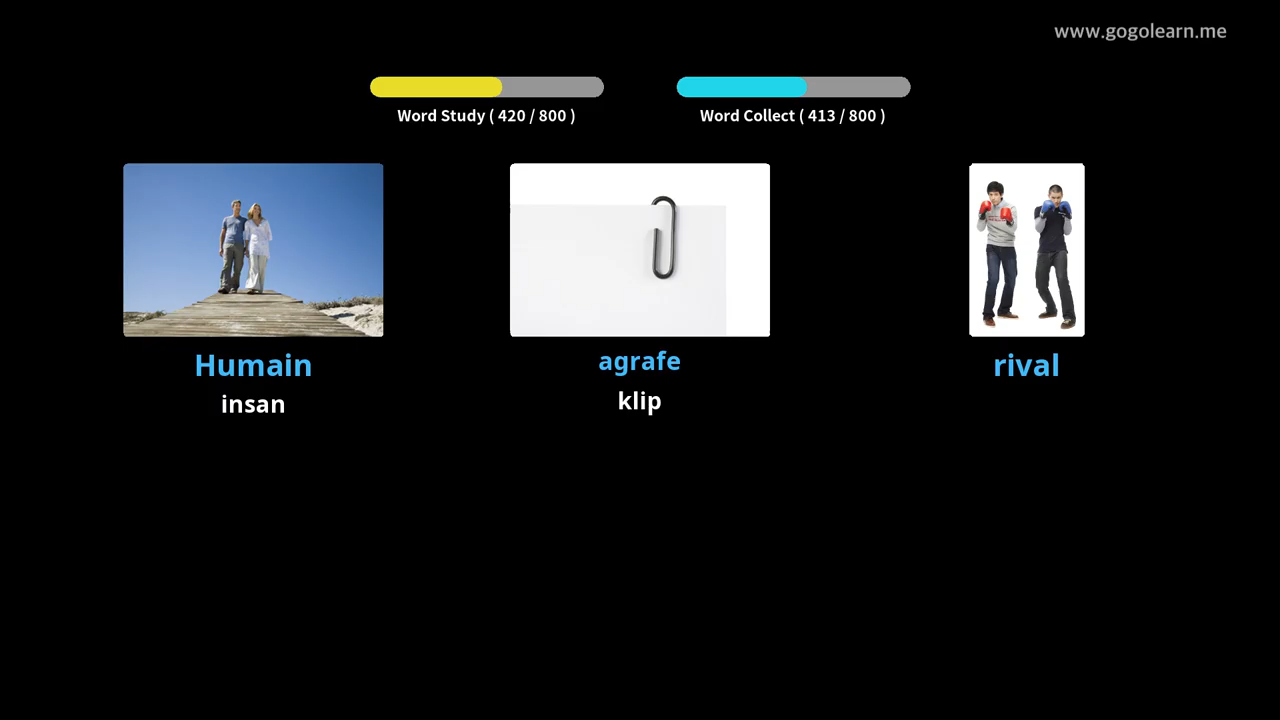 www.gogolearn.me
Word Study ( 420 / 800 )
Word Collect ( 413 / 800 )
Humain
insan
agrafe
klip
rival